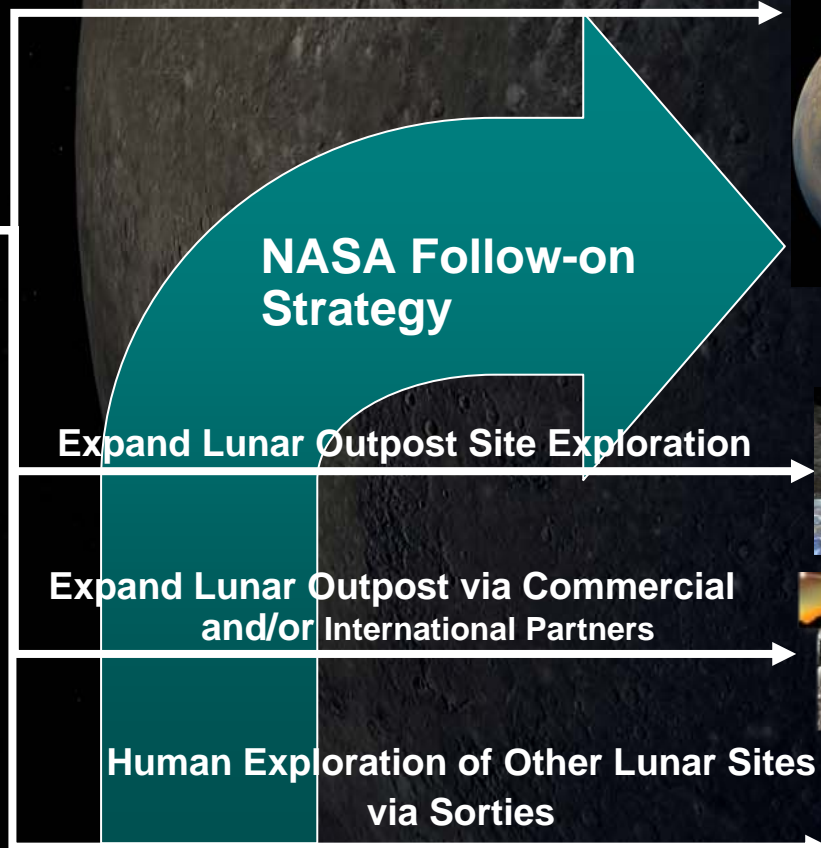 NASA Follow-on
Strategy
Expand Lunar Outpost Site Exploration
Expand Lunar Outpost via Commercial
and/or International Partners
Human Exploration of Other Lunar Sites
via Sorties